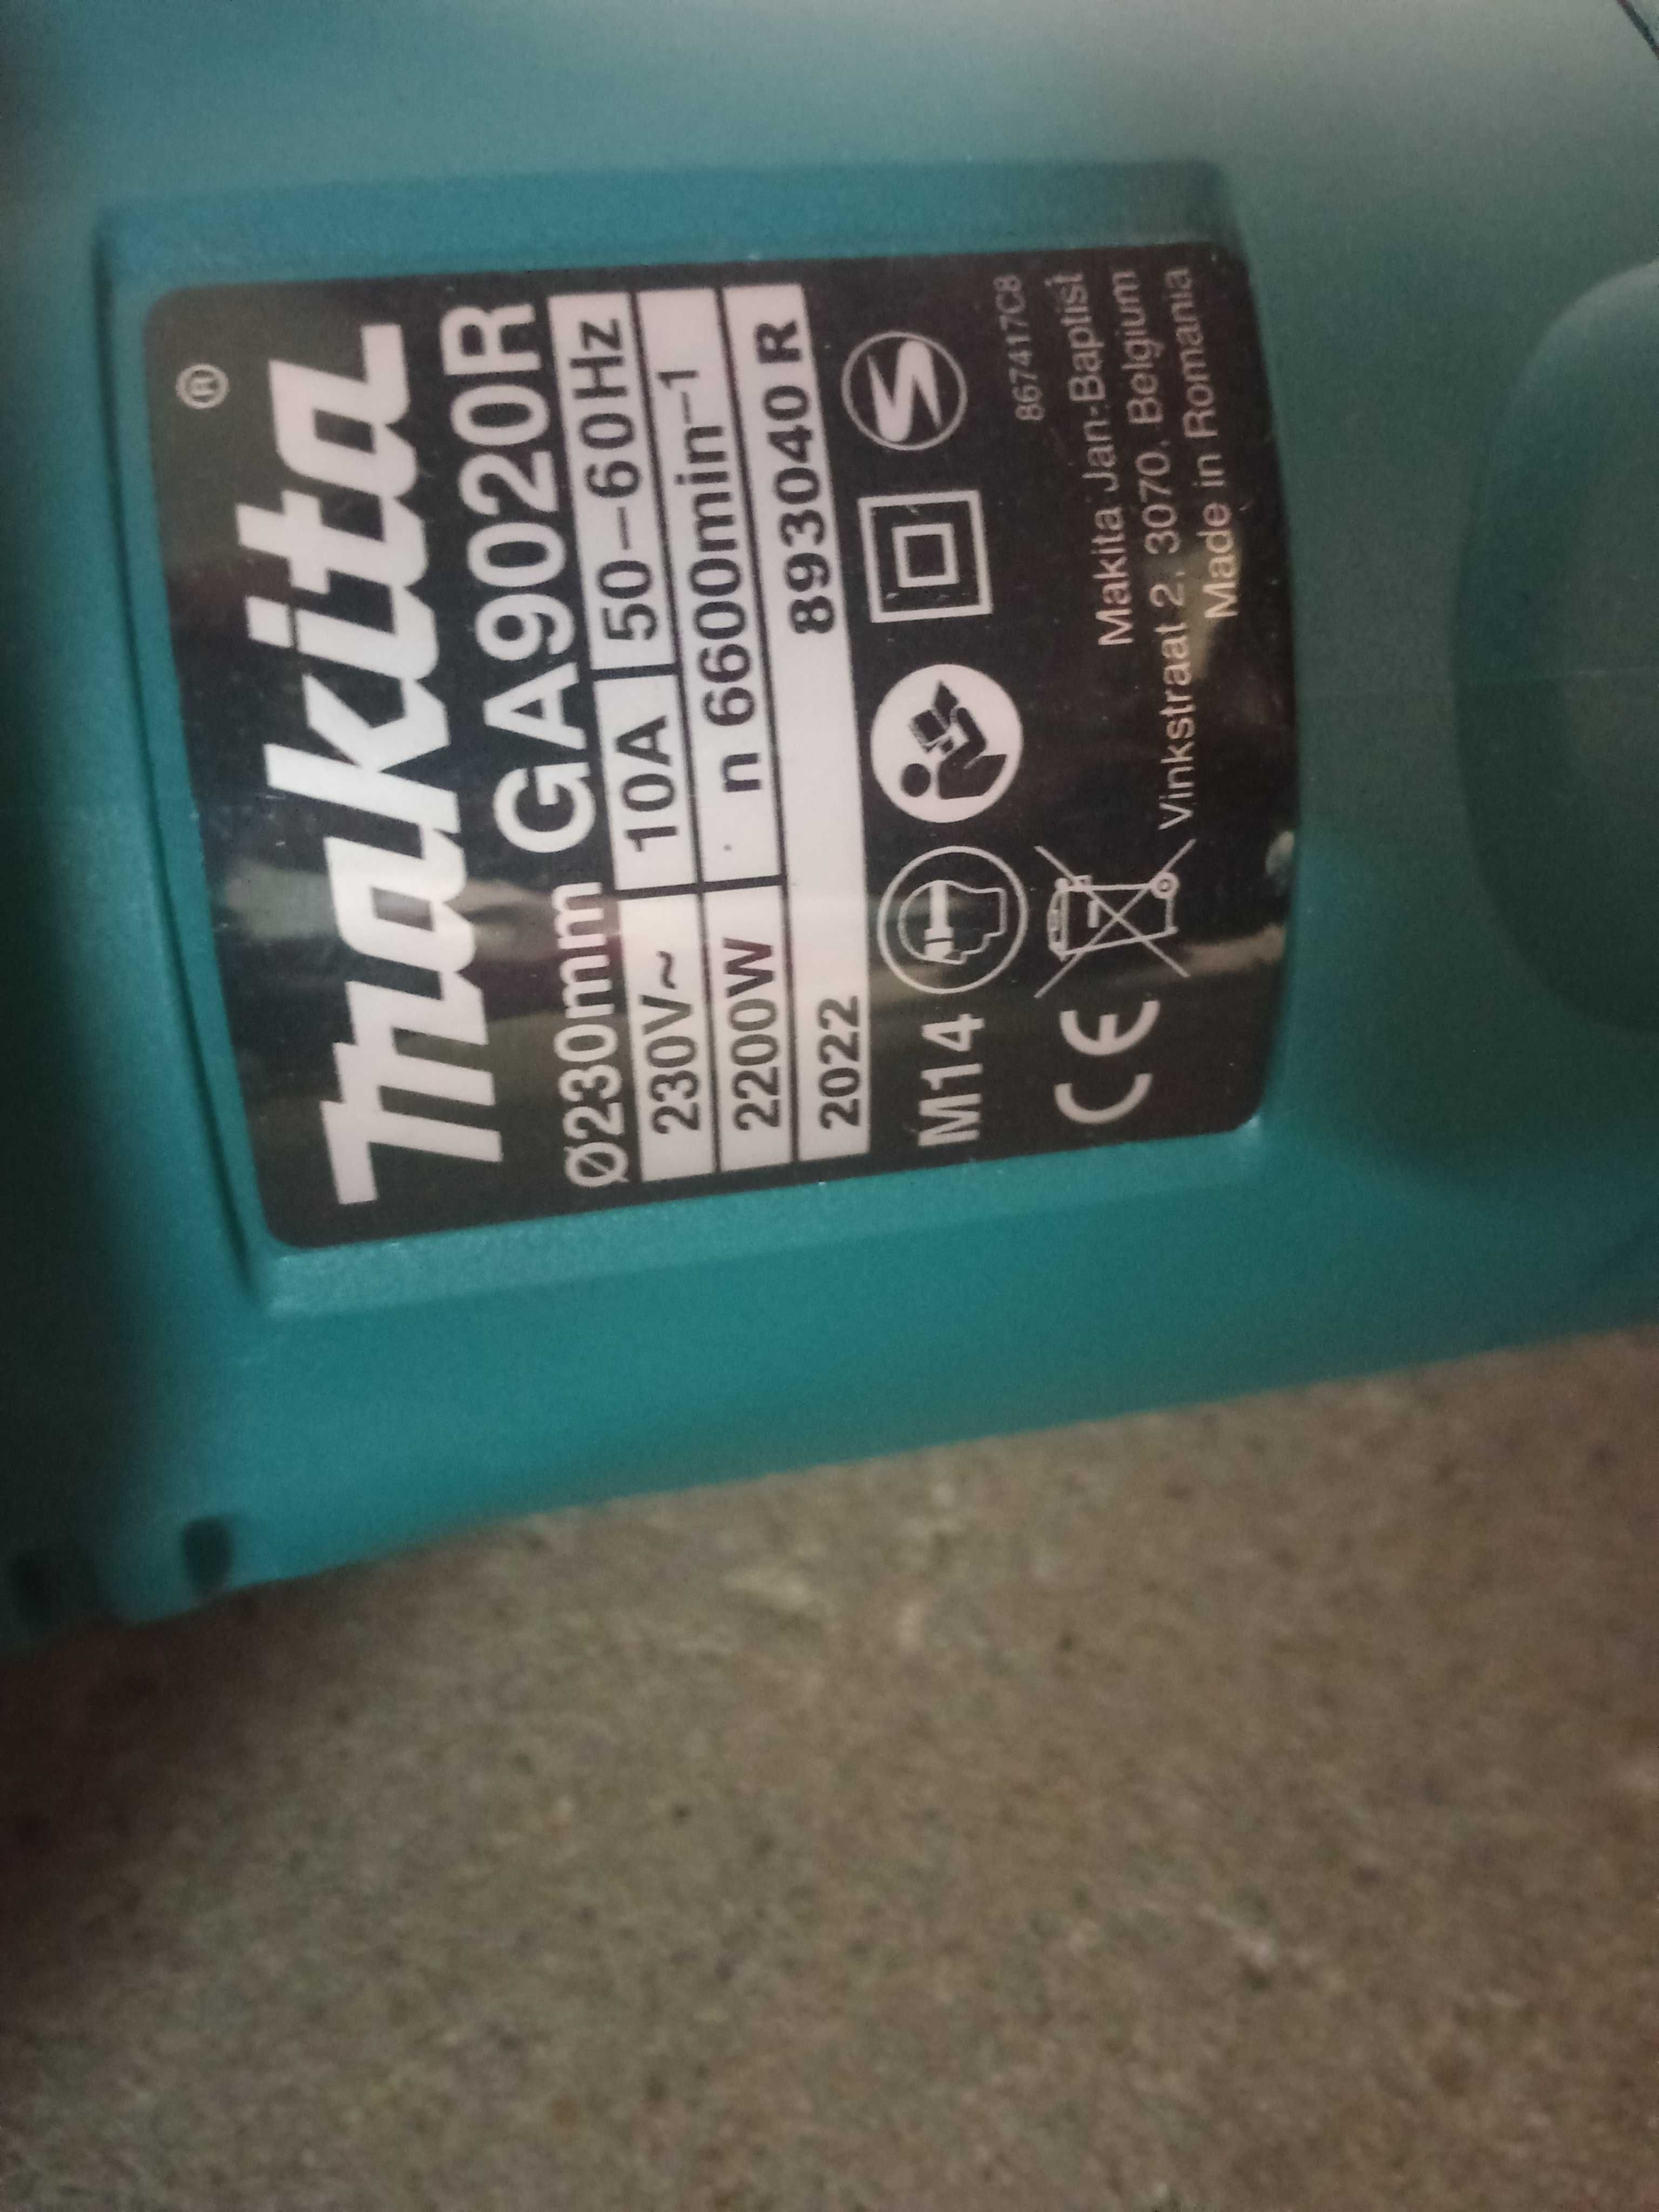 makita®
Ø230mm GA9020R
230V~ 10A 50-60Hz
2200W n 6600min-1
2022 893040 R
M14
867417C8
CE
Makita Jan-Baptist
Vinkstraat 2, 3070, Belgium
Made in Romania